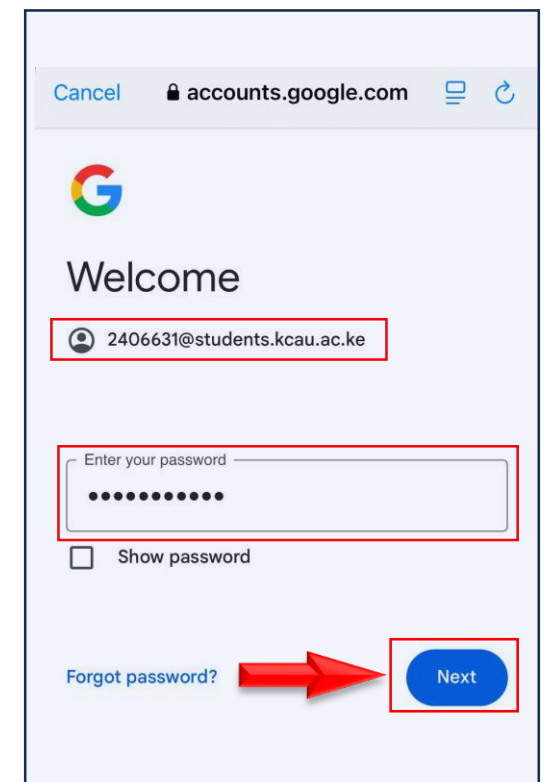 Cancel accounts.google.com
Welcome
2406631@students.kcau.ac.ke
Enter your password
•••••••••••
Show password
Forgot password? Next